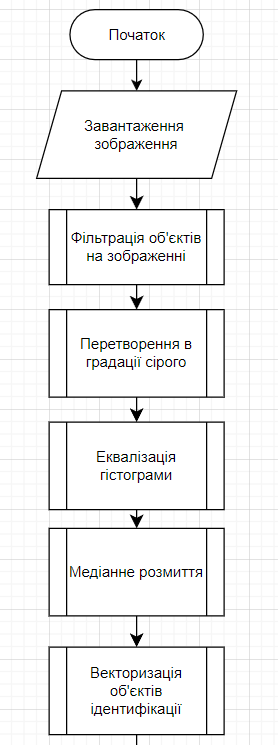 Початок
Завантаження
зображення
Фільтрація об'єктів
на зображенні
Перетворення в
градації сірого
Еквалізація
гістограми
Медіанне розмиття
Векторизація
об'єктів
ідентифікації